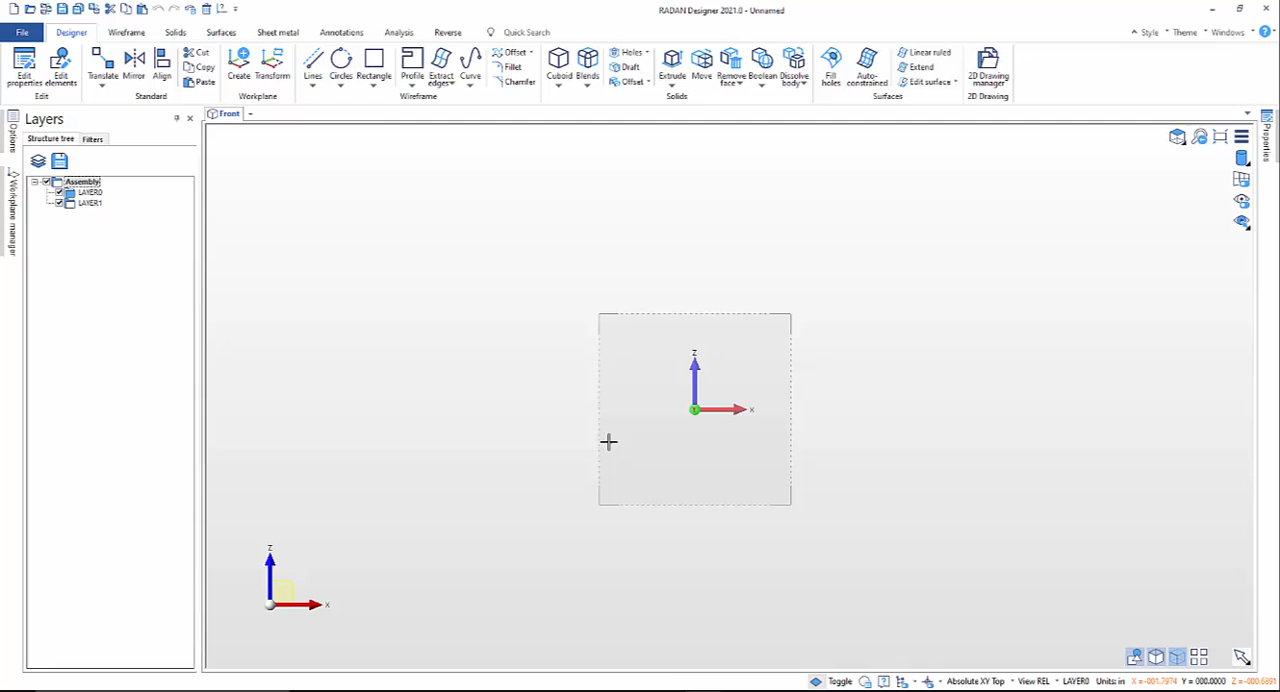 RADAN Designer 2021.0 - Unnamed
File Designer Wireframe Solids Surfaces Sheet metal Annotations Analysis Reverse Quick Search Style Theme Windows
Edit properties Edit elements Translate Mirror Align Cut Copy Paste Create Transform Lines Circles Rectangle Profile Extract edges Curve Offset Fillet Chamfer Cuboid Blends Holes Draft Offset Extrude Move Remove face Boolean Dissolve body Fill holes Auto-constrained Linear ruled Extend Edit surface 2D Drawing manager
Edit Standard Workplane Wireframe Solids Surfaces 2D Drawing
Options
Workplane manager
Layers
Structure tree Filters
Assembly
LAYER0
LAYER1
Front
Properties
Z
X
Z
X
Toggle Absolute XY Top View REL LAYER0 Units: in X =-001.7974 Y = 000.0000 Z =-000.6891